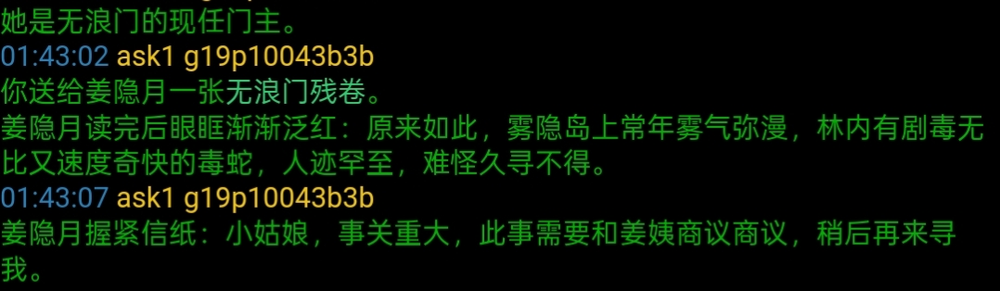 她是无浪门的现任门主。
01:43:02 ask1 g19p10043b3b
你送给姜隐月一张无浪门残卷。
姜隐月读完后眼眶渐渐泛红：原来如此，雾隐岛上常年雾气弥漫，林内有剧毒无
比又速度奇快的毒蛇，人迹罕至，难怪久寻不得。
01:43:07 ask1 g19p10043b3b
姜隐月握紧信纸：小姑娘，事关重大，此事需要和姜姨商议商议，稍后再来寻
我。